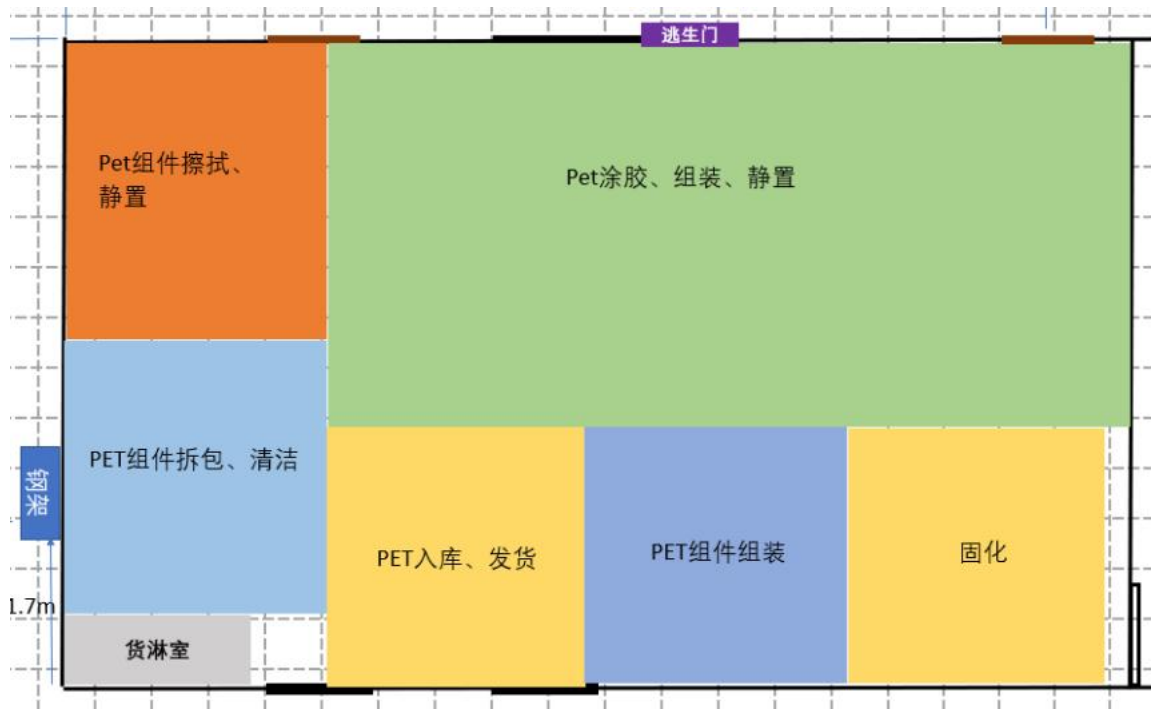 逃生门
Pet组件擦拭、
静置
Pet涂胶、组装、静置
PET组件拆包、清洁
钢架
PET入库、发货
PET组件组装
固化
1.7m
货淋室